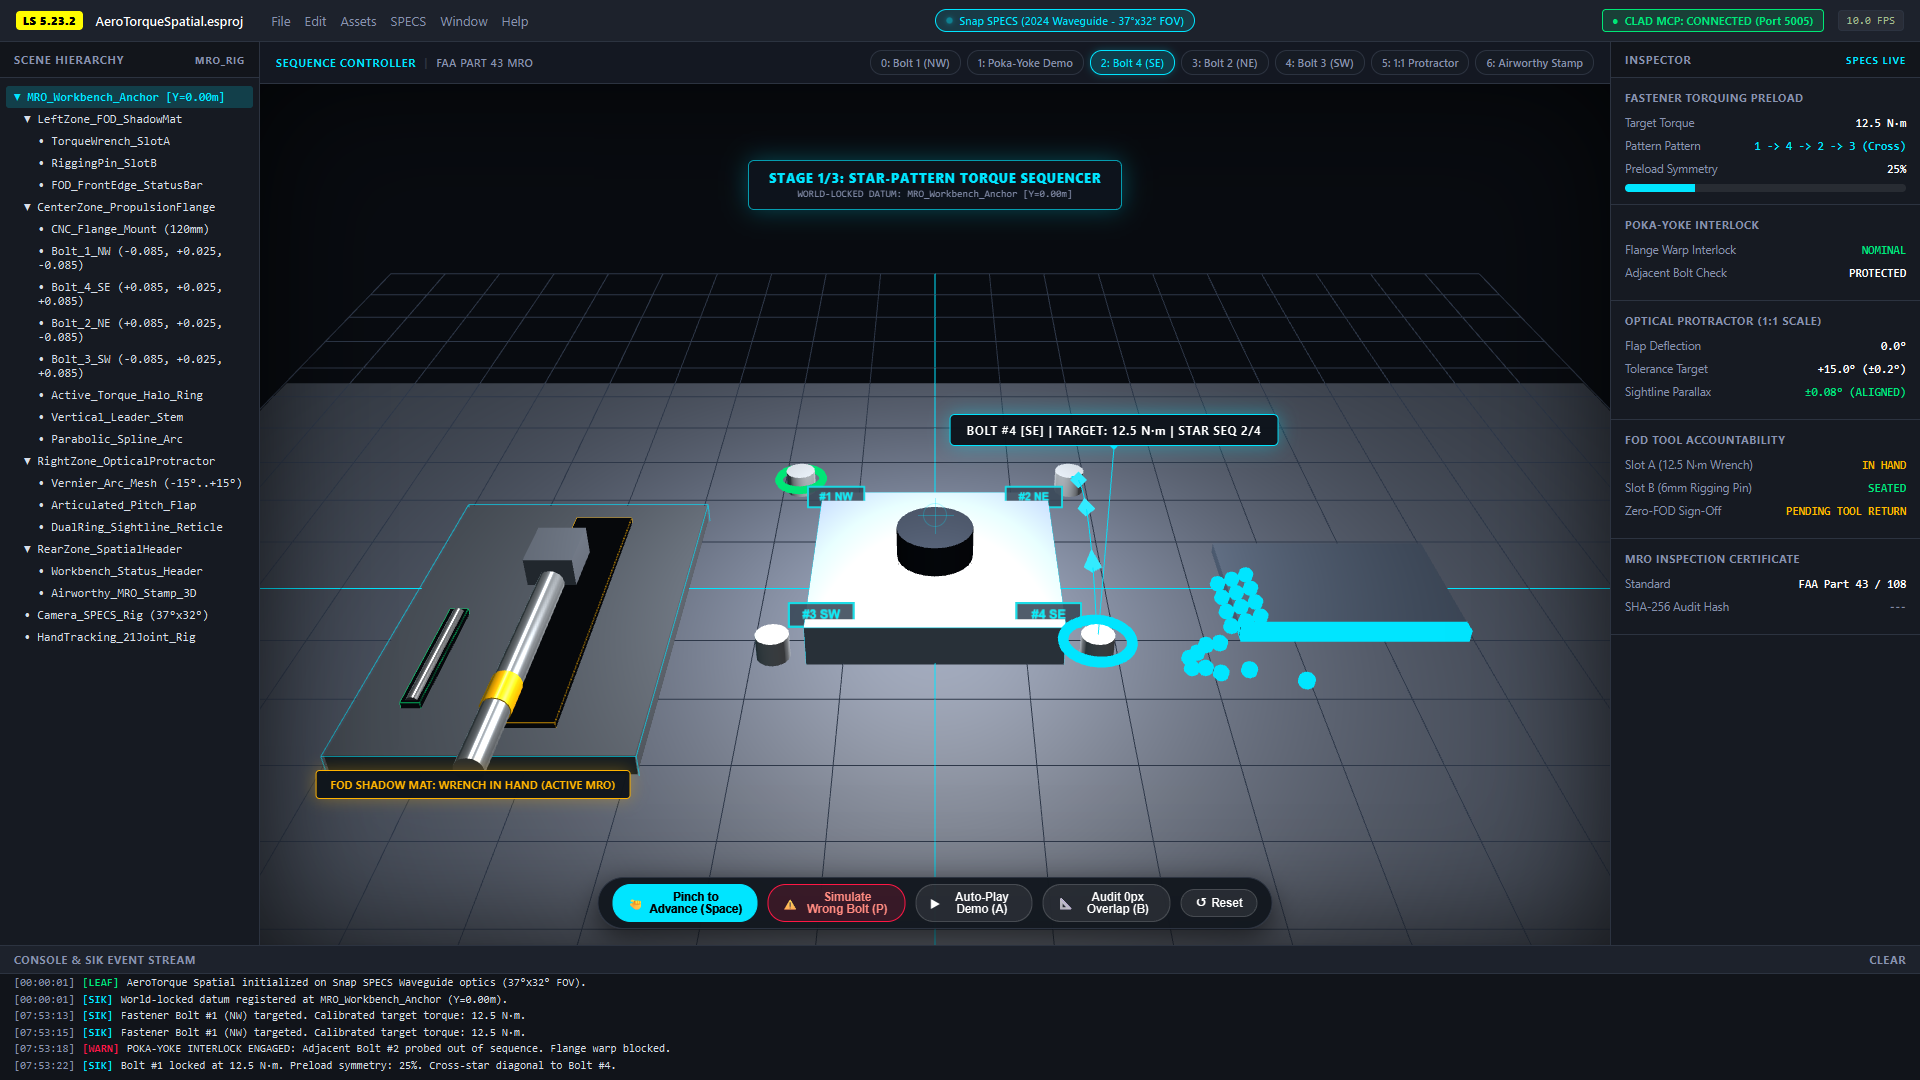 LS 5.23.2 AeroTorqueSpatial.esproj File Edit Assets SPECS Window Help
Snap SPECS (2024 Waveguide - 37°x32° FOV)
CLAD MCP: CONNECTED (Port 5005)
10.0 FPS
SCENE HIERARCHY MRO_RIG
▼ MRO_Workbench_Anchor [Y=0.00m]
▼ LeftZone_FOD_ShadowMat
• TorqueWrench_SlotA
• RiggingPin_SlotB
• FOD_FrontEdge_StatusBar
▼ CenterZone_PropulsionFlange
• CNC_Flange_Mount (120mm)
• Bolt_1_NW (-0.085, +0.025,
-0.085)
• Bolt_4_SE (+0.085, +0.025,
+0.085)
• Bolt_2_NE (+0.085, +0.025,
-0.085)
• Bolt_3_SW (-0.085, +0.025,
+0.085)
• Active_Torque_Halo_Ring
• Vertical_Leader_Stem
• Parabolic_Spline_Arc
▼ RightZone_OpticalProtractor
• Vernier_Arc_Mesh (-15°..+15°)
• Articulated_Pitch_Flap
• DualRing_Sightline_Reticle
▼ RearZone_SpatialHeader
• Workbench_Status_Header
• Airworthy_MRO_Stamp_3D
• Camera_SPECS_Rig (37°x32°)
• HandTracking_21Joint_Rig
SEQUENCE CONTROLLER | FAA PART 43 MRO
0: Bolt 1 (NW) 1: Poka-Yoke Demo 2: Bolt 4 (SE) 3: Bolt 2 (NE) 4: Bolt 3 (SW) 5: 1:1 Protractor 6: Airworthy Stamp
STAGE 1/3: STAR-PATTERN TORQUE SEQUENCER
WORLD-LOCKED DATUM: MRO_Workbench_Anchor [Y=0.00m]
BOLT #4 [SE] | TARGET: 12.5 N·m | STAR SEQ 2/4
#1 NW
#2 NE
#3 SW
#4 SE
FOD SHADOW MAT: WRENCH IN HAND (ACTIVE MRO)
Pinch to
Advance (Space)
Simulate
Wrong Bolt (P)
Auto-Play
Demo (A)
Audit 0px
Overlap (B)
↺ Reset
INSPECTOR SPECS LIVE
FASTENER TORQUING PRELOAD
Target Torque 12.5 N·m
Pattern Pattern 1 -> 4 -> 2 -> 3 (Cross)
Preload Symmetry 25%
POKA-YOKE INTERLOCK
Flange Warp Interlock NOMINAL
Adjacent Bolt Check PROTECTED
OPTICAL PROTRACTOR (1:1 SCALE)
Flap Deflection 0.0°
Tolerance Target +15.0° (±0.2°)
Sightline Parallax ±0.08° (ALIGNED)
FOD TOOL ACCOUNTABILITY
Slot A (12.5 N·m Wrench) IN HAND
Slot B (6mm Rigging Pin) SEATED
Zero-FOD Sign-Off PENDING TOOL RETURN
MRO INSPECTION CERTIFICATE
Standard FAA Part 43 / 108
SHA-256 Audit Hash ---
CONSOLE & SIK EVENT STREAM CLEAR
[00:00:01] [LEAF] AeroTorque Spatial initialized on Snap SPECS Waveguide optics (37°x32° FOV).
[00:00:01] [SIK] World-locked datum registered at MRO_Workbench_Anchor (Y=0.00m).
[07:53:13] [SIK] Fastener Bolt #1 (NW) targeted. Calibrated target torque: 12.5 N·m.
[07:53:15] [SIK] Fastener Bolt #1 (NW) targeted. Calibrated target torque: 12.5 N·m.
[07:53:18] [WARN] POKA-YOKE INTERLOCK ENGAGED: Adjacent Bolt #2 probed out of sequence. Flange warp blocked.
[07:53:22] [SIK] Bolt #1 locked at 12.5 N·m. Preload symmetry: 25%. Cross-star diagonal to Bolt #4.